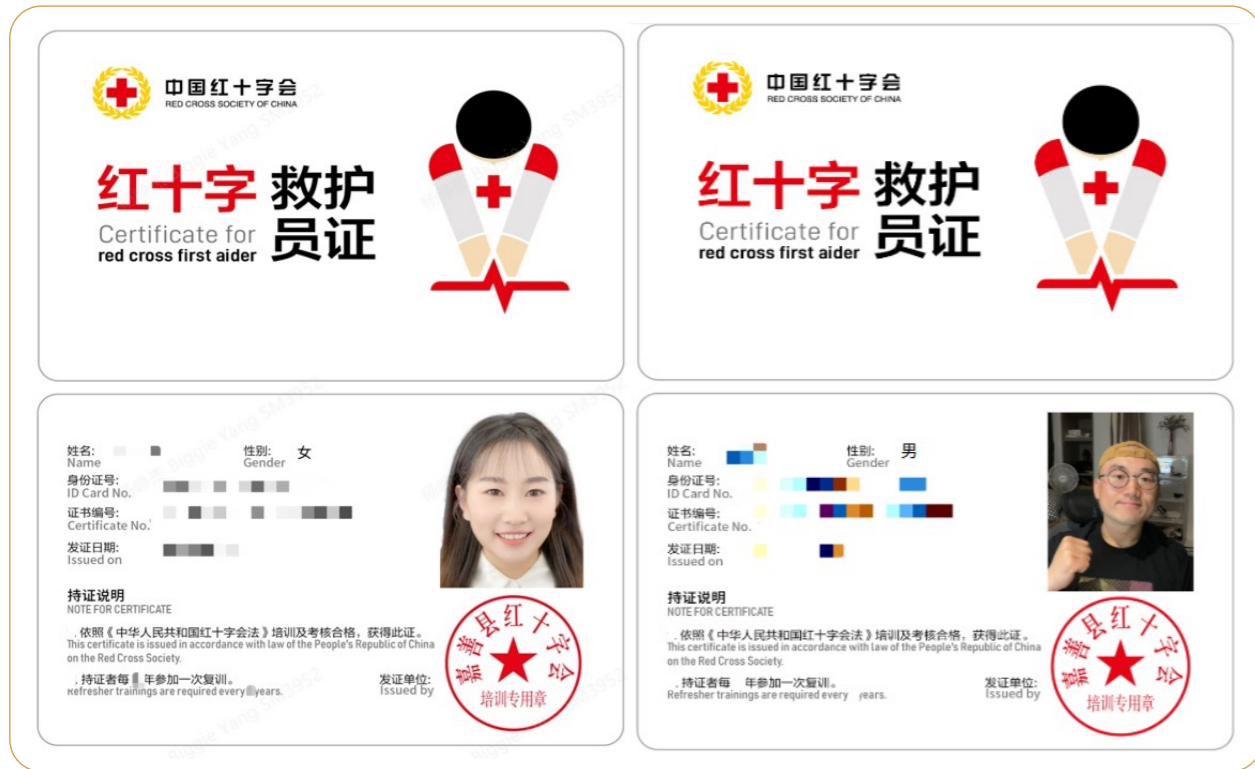 中国红十字会
RED CROSS SOCIETY OF CHINA
红十字 救护员证
Certificate for
red cross first aider
中国红十字会
RED CROSS SOCIETY OF CHINA
红十字 救护员证
Certificate for
red cross first aider
姓名: 性别: 女
Name Gender
身份证号:
ID Card No.
证书编号:
Certificate No.
发证日期:
Issued on
持证说明
NOTE FOR CERTIFICATE
. 依照《中华人民共和国红十字会法》培训及考核合格，获得此证。
This certificate is issued in accordance with law of the People's Republic of China
on the Red Cross Society.
. 持证者每 年参加一次复训。
Refresher trainings are required every years.
发证单位:
Issued by
嘉善县红十字会
培训专用章
姓名: 性别: 男
Name Gender
身份证号:
ID Card No.
证书编号:
Certificate No.
发证日期:
Issued on
持证说明
NOTE FOR CERTIFICATE
. 依照《中华人民共和国红十字会法》培训及考核合格，获得此证。
This certificate is issued in accordance with law of the People's Republic of China
on the Red Cross Society.
. 持证者每 年参加一次复训。
Refresher trainings are required every years.
发证单位:
Issued by
嘉善县红十字会
培训专用章
Biggie Yang SM3952